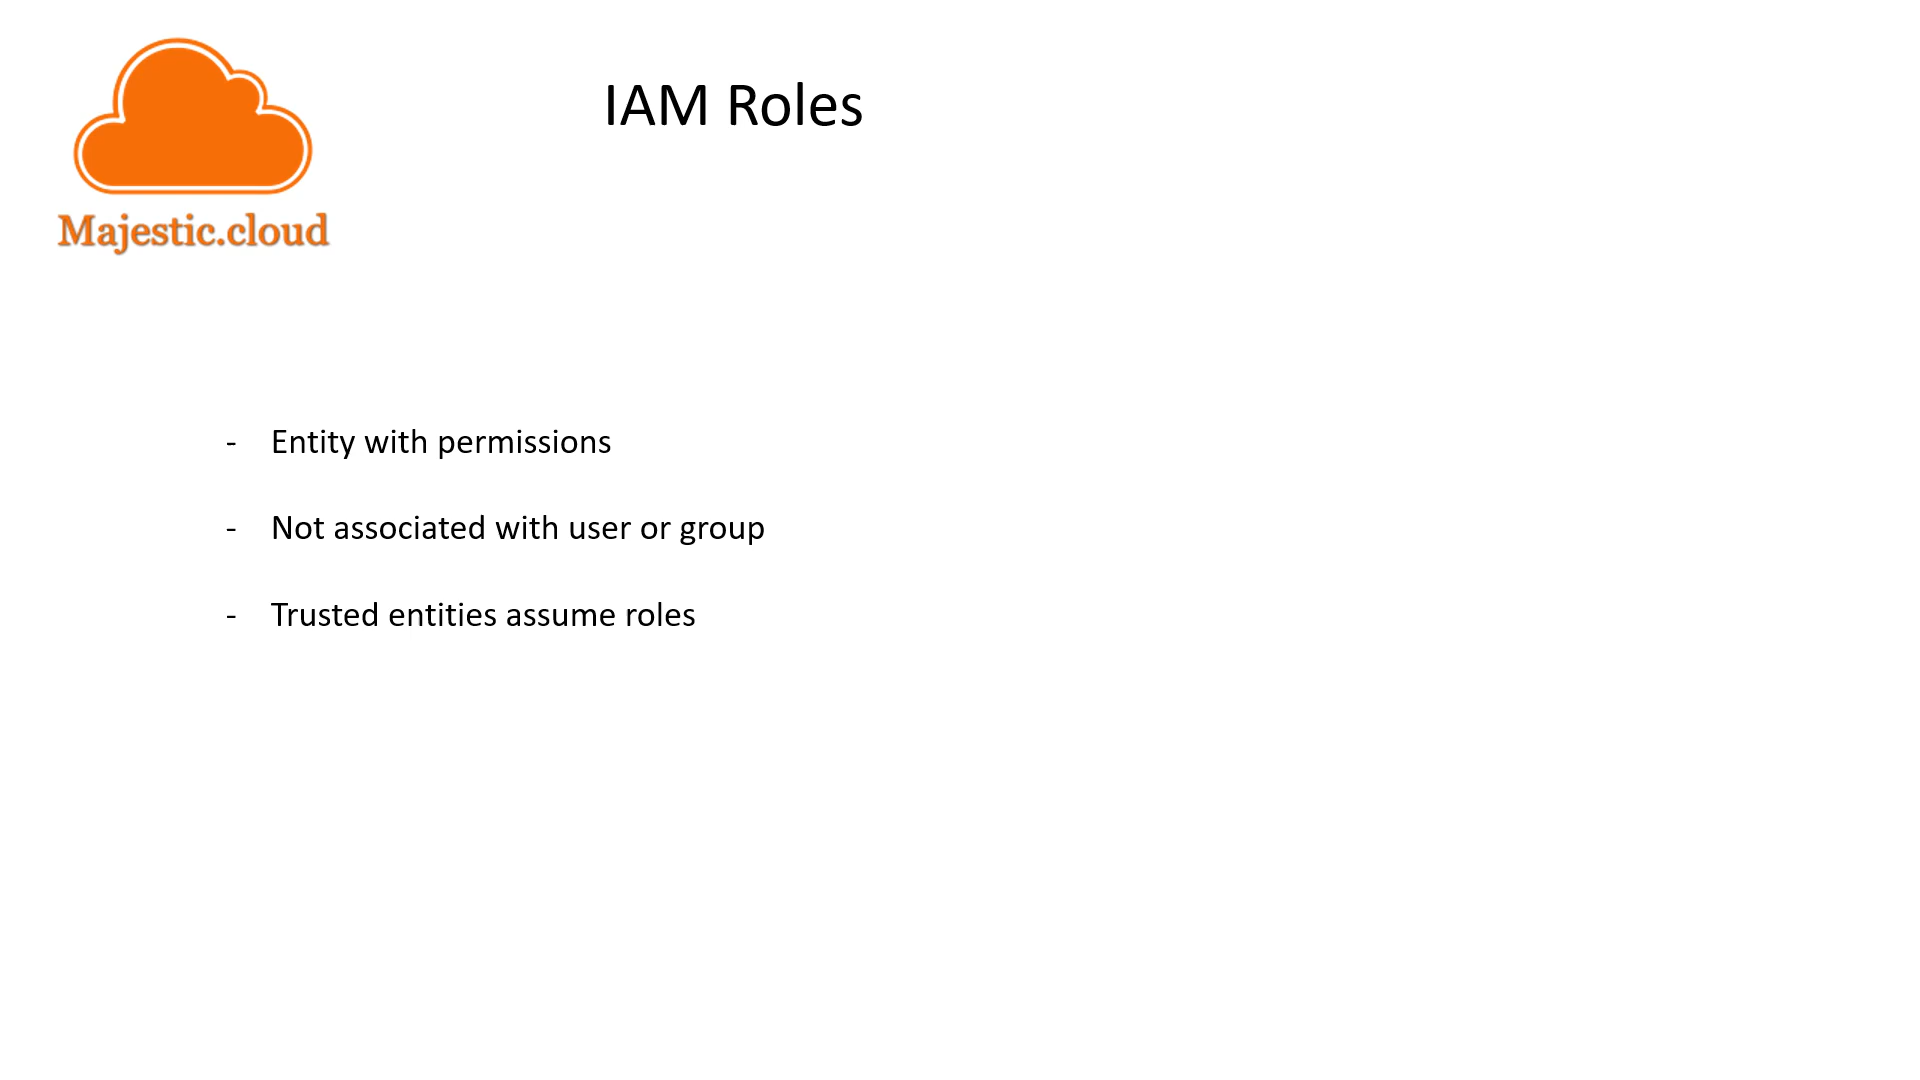 IAM Roles
Majestic.cloud
- Entity with permissions
- Not associated with user or group
- Trusted entities assume roles